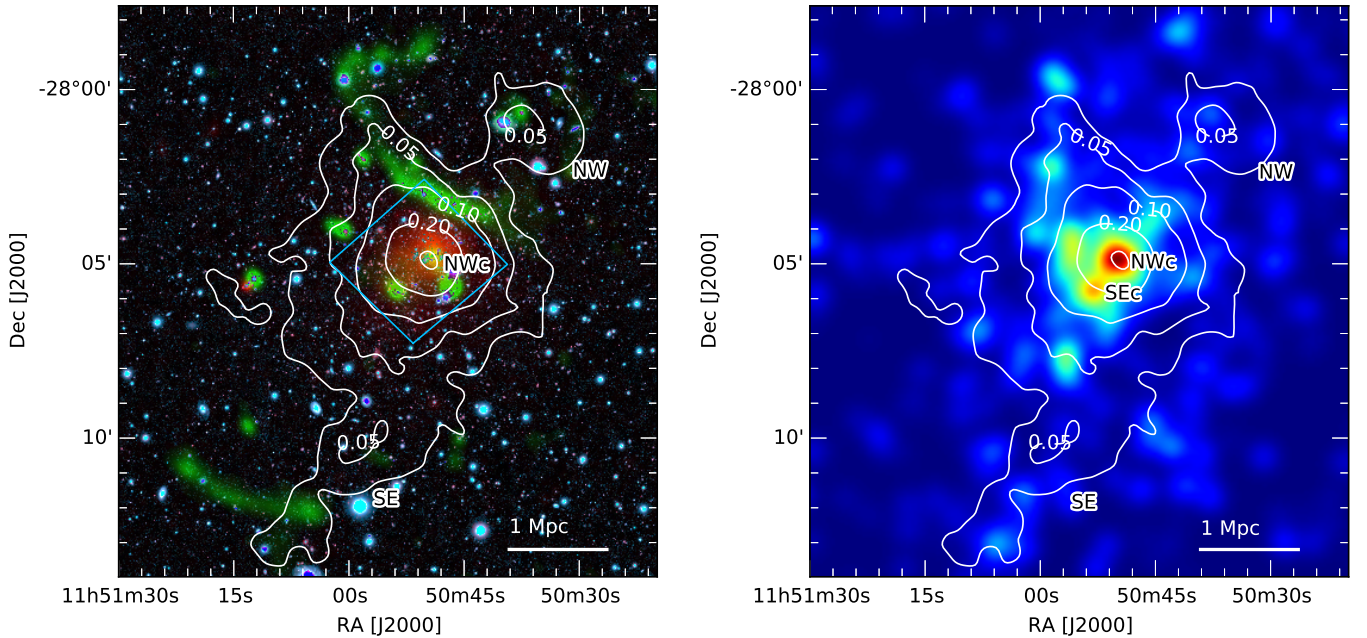 -28°00'
05'
10'
Dec [J2000]
0.05
0.05
NW
0.10
0.20
NWc
0.05
SE
1 Mpc
11h51m30s 15s 00s 50m45s 50m30s
RA [J2000]
-28°00'
05'
10'
Dec [J2000]
0.05
0.05
NW
0.10
0.20
NWc
SEc
0.05
SE
1 Mpc
11h51m30s 15s 00s 50m45s 50m30s
RA [J2000]